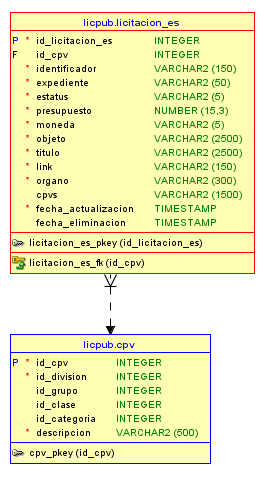 licpub.licitacion_es
P * id_licitacion_es INTEGER
F id_cpv INTEGER
* identificador VARCHAR2 (150)
* expediente VARCHAR2 (50)
* estatus VARCHAR2 (5)
* presupuesto NUMBER (15,3)
* moneda VARCHAR2 (5)
* objeto VARCHAR2 (2500)
* titulo VARCHAR2 (2500)
* link VARCHAR2 (150)
* organo VARCHAR2 (300)
cpvs VARCHAR2 (1500)
* fecha_actualizacion TIMESTAMP
fecha_eliminacion TIMESTAMP
licitacion_es_pkey (id_licitacion_es)
licitacion_es_fk (id_cpv)
licpub.cpv
P * id_cpv INTEGER
* id_division INTEGER
id_grupo INTEGER
id_clase INTEGER
id_categoria INTEGER
* descripcion VARCHAR2 (500)
cpv_pkey (id_cpv)